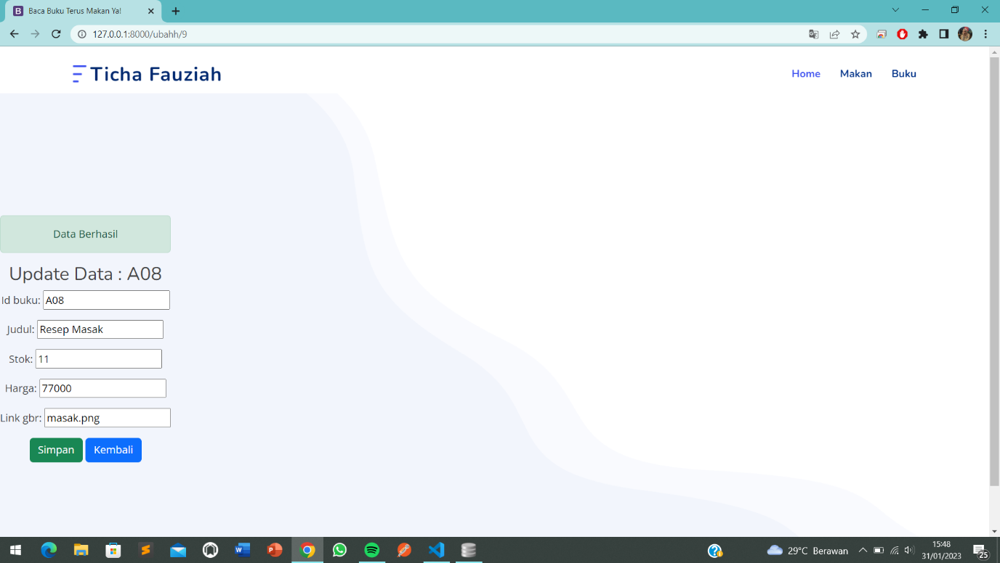 Baca Buku Terus Makan Ya!
127.0.0.1:8000/ubahh/9
Ticha Fauziah
Home Makan Buku
Data Berhasil
Update Data : A08
Id buku: A08
Judul: Resep Masak
Stok: 11
Harga: 77000
Link gbr: masak.png
Simpan Kembali
29°C Berawan
15:48
31/01/2023
25